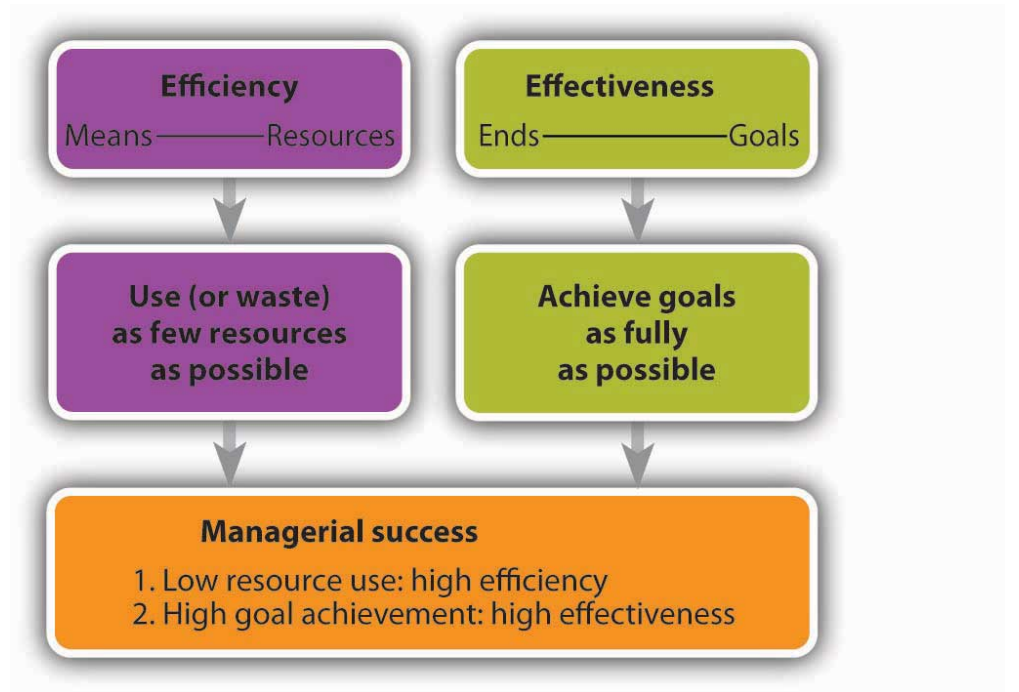 Efficiency
Means Resources
Effectiveness
Ends Goals
Use (or waste)
as few resources
as possible
Achieve goals
as fully
as possible
Managerial success
1. Low resource use: high efficiency
2. High goal achievement: high effectiveness